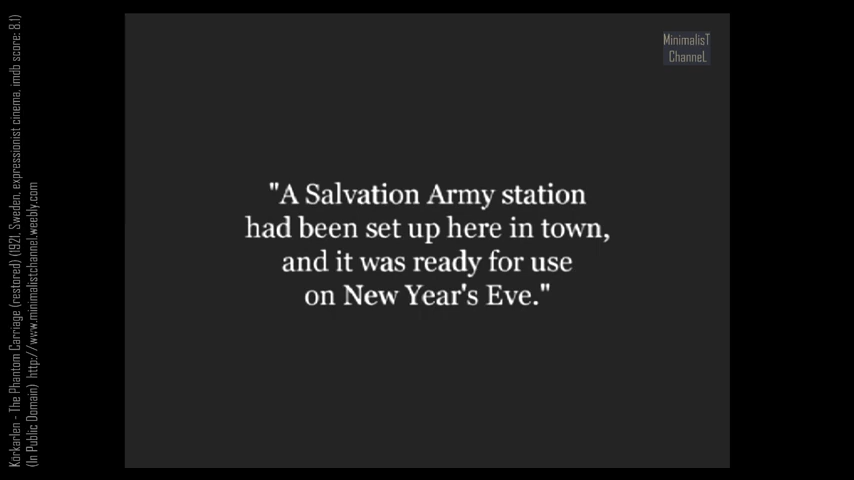 Körkarlen - The Phantom Carriage (restored) (1921, Sweden, expressionist cinema, imdb score: 8.1)
(In Public Domain) http://www.minimalistchannel.weebly.com
MinimalisT
ChanneL
"A Salvation Army station
had been set up here in town,
and it was ready for use
on New Year's Eve."